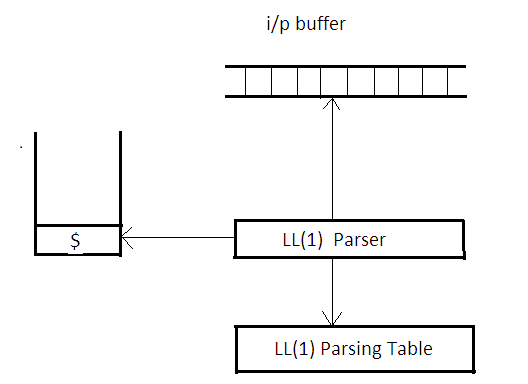 i/p buffer
$
LL(1) Parser
LL(1) Parsing Table